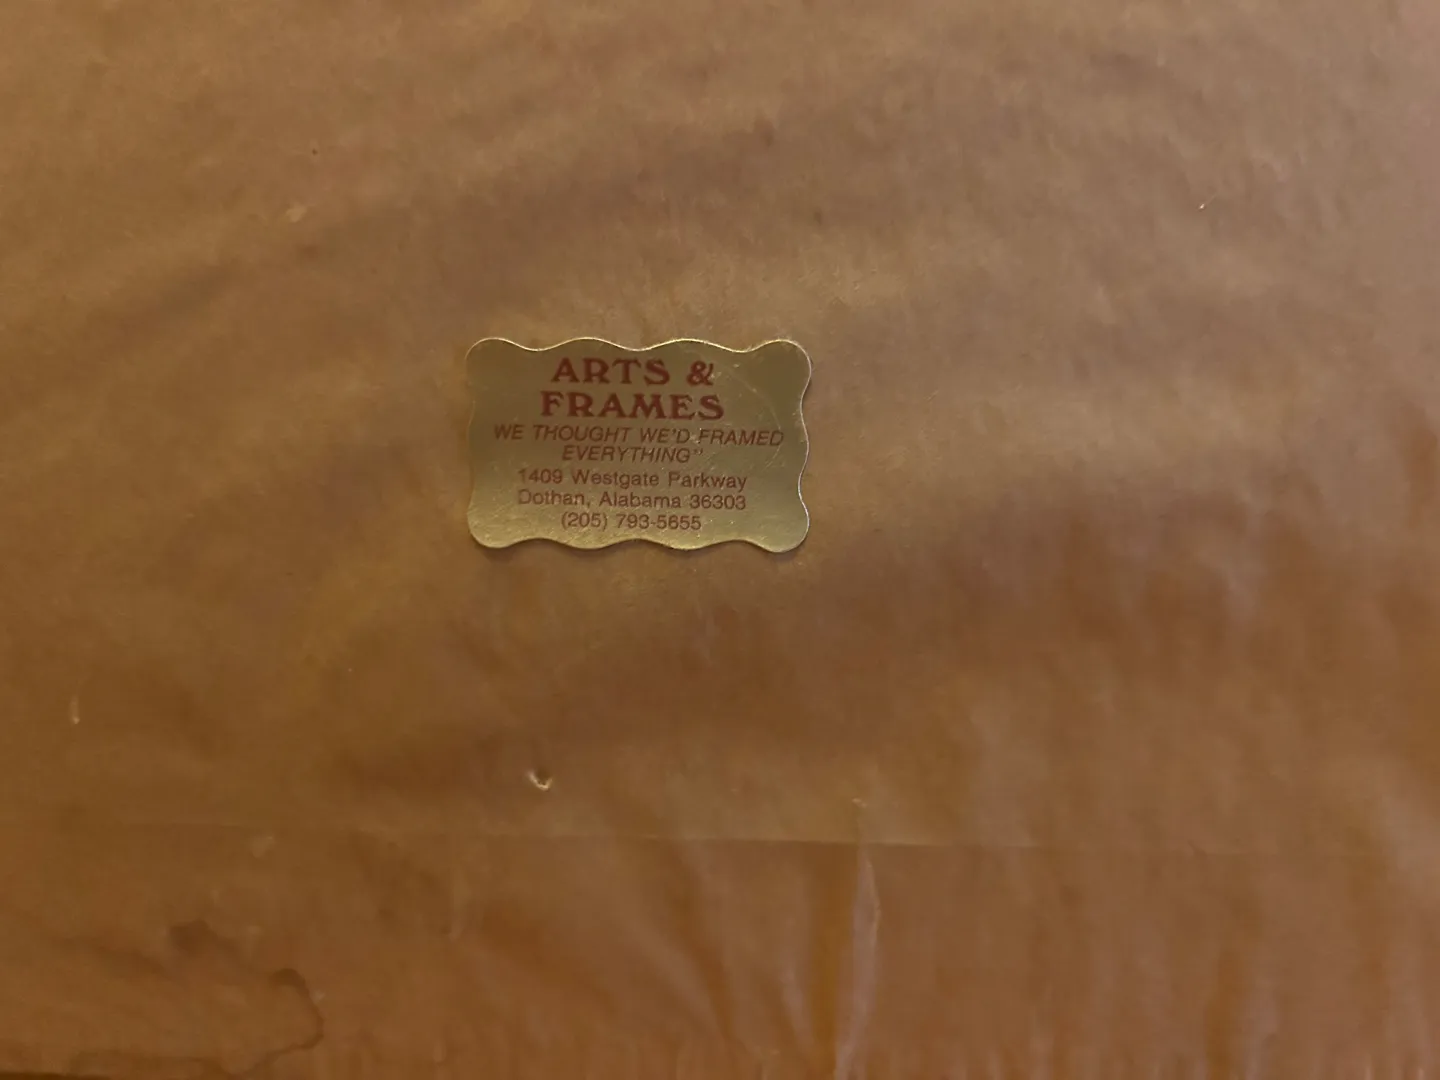 ARTS &
FRAMES
WE THOUGHT WE'D FRAMED
EVERYTHING"
1409 Westgate Parkway
Dothan, Alabama 36303
(205) 793-5655